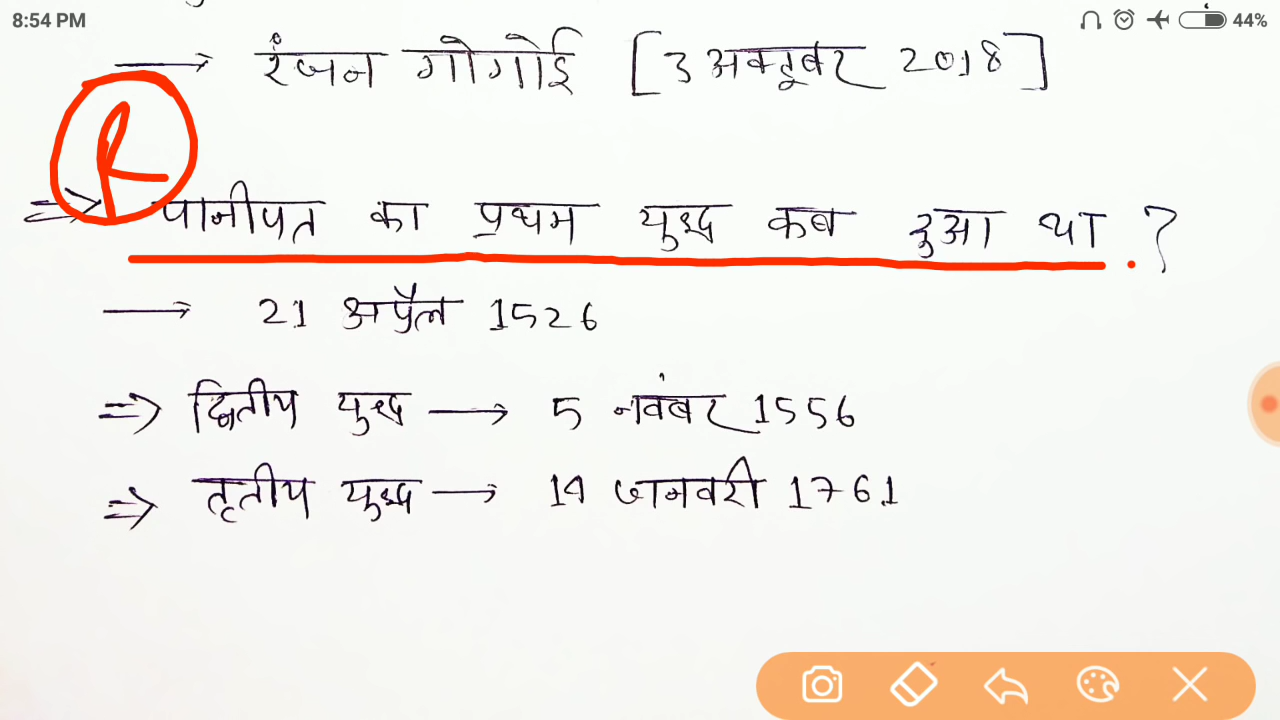 8:54 PM 44%
→ रंजन गोगोई [3 अक्टूबर 2018]
R
⇒ पानीपत का प्रथम युद्ध कब हुआ था ?
→ 21 अप्रैल 1526
⇒ द्वितीय युद्ध → 5 नवंबर 1556
⇒ तृतीय युद्ध → 14 जानवरी 1761